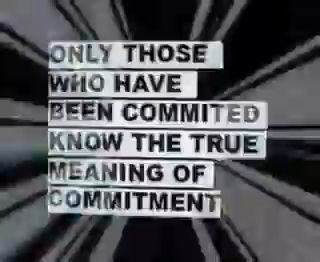 ONLY THOSE
WHO HAVE
BEEN COMMITED
KNOW THE TRUE
MEANING OF
COMMITMENT